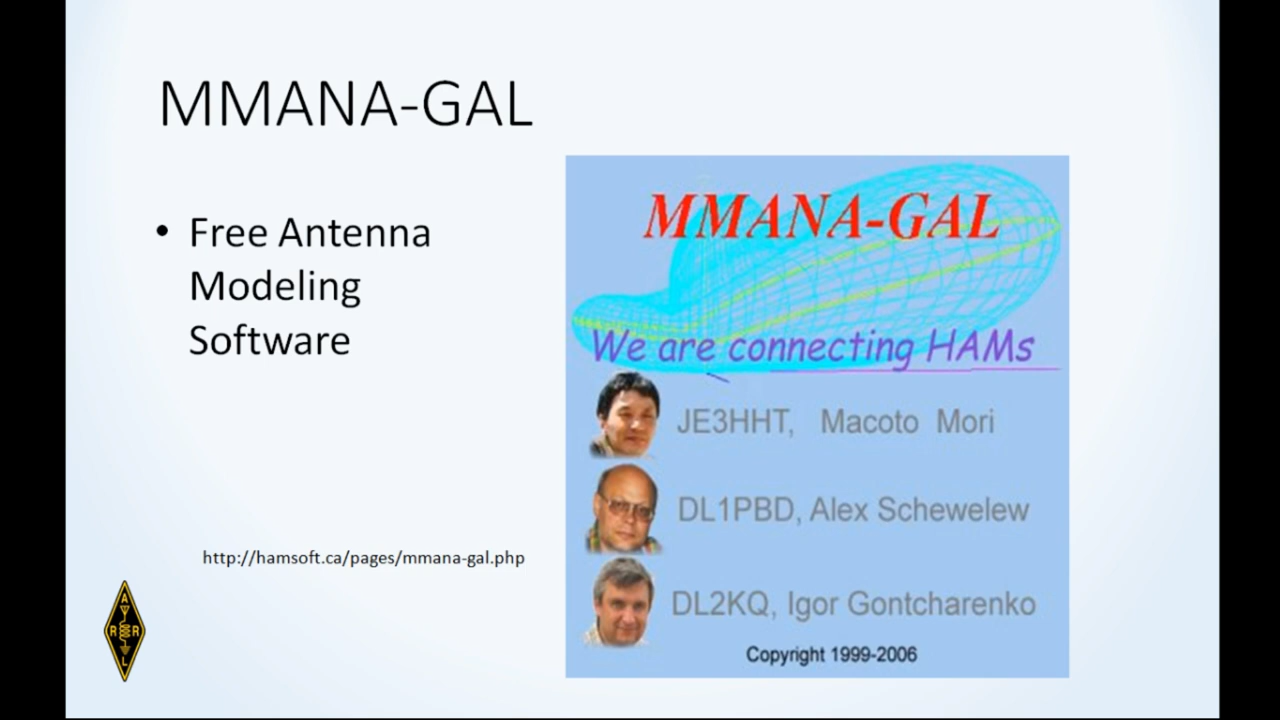 MMANA-GAL
• Free Antenna
Modeling
Software
http://hamsoft.ca/pages/mmana-gal.php
A
R R
L
MMANA-GAL
We are connecting HAMs
JE3HHT, Macoto Mori
DL1PBD, Alex Schewelew
DL2KQ, Igor Gontcharenko
Copyright 1999-2006